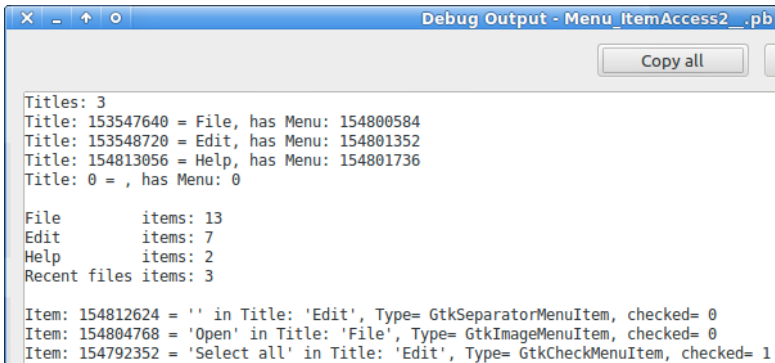 Debug Output - Menu_ItemAccess2__.pb
Copy all
Titles: 3
Title: 153547640 = File, has Menu: 154800584
Title: 153548720 = Edit, has Menu: 154801352
Title: 154813056 = Help, has Menu: 154801736
Title: 0 = , has Menu: 0
File items: 13
Edit items: 7
Help items: 2
Recent files items: 3
Item: 154812624 = '' in Title: 'Edit', Type= GtkSeparatorMenuItem, checked= 0
Item: 154804768 = 'Open' in Title: 'File', Type= GtkImageMenuItem, checked= 0
Item: 154792352 = 'Select all' in Title: 'Edit', Type= GtkCheckMenuItem, checked= 1